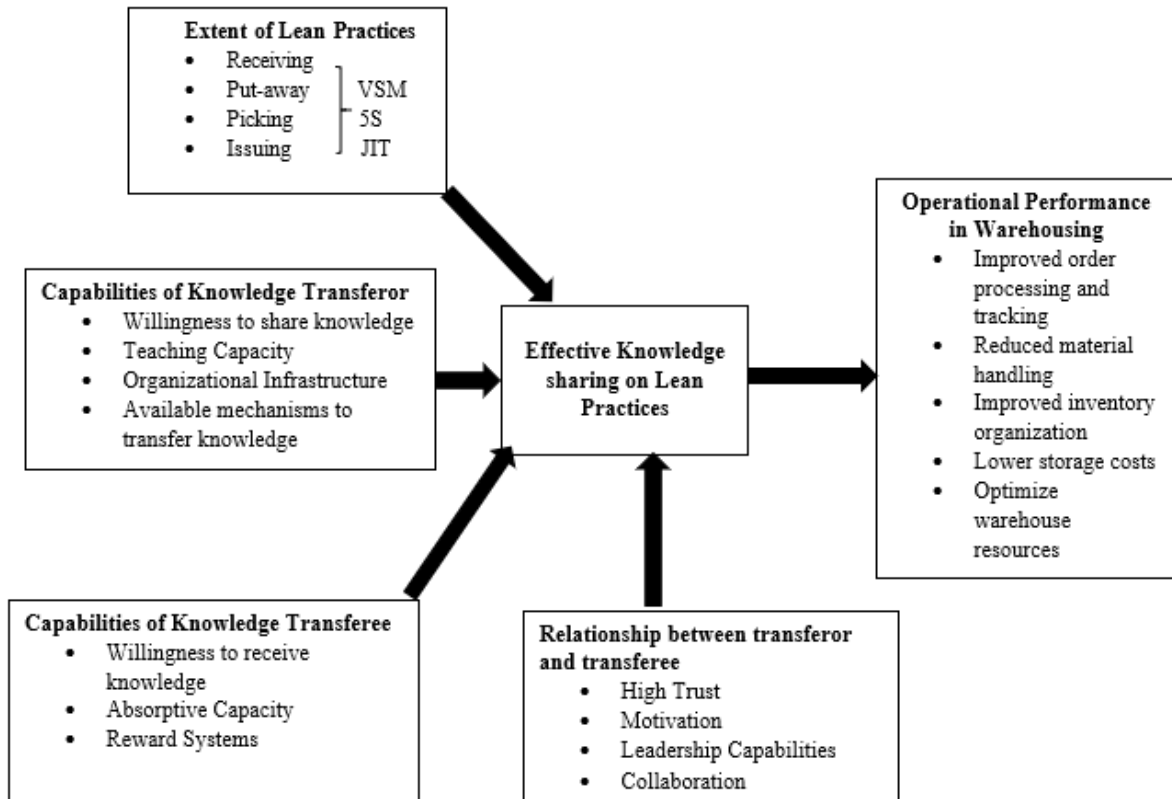 Extent of Lean Practices
• Receiving
• Put-away VSM
• Picking 5S
• Issuing JIT
Operational Performance
in Warehousing
• Improved order
processing and
tracking
• Reduced material
handling
• Improved inventory
organization
• Lower storage costs
• Optimize
warehouse
resources
Capabilities of Knowledge Transferor
• Willingness to share knowledge
• Teaching Capacity
• Organizational Infrastructure
• Available mechanisms to
transfer knowledge
Effective Knowledge
sharing on Lean
Practices
Capabilities of Knowledge Transferee
• Willingness to receive
knowledge
• Absorptive Capacity
• Reward Systems
Relationship between transferor
and transferee
• High Trust
• Motivation
• Leadership Capabilities
• Collaboration